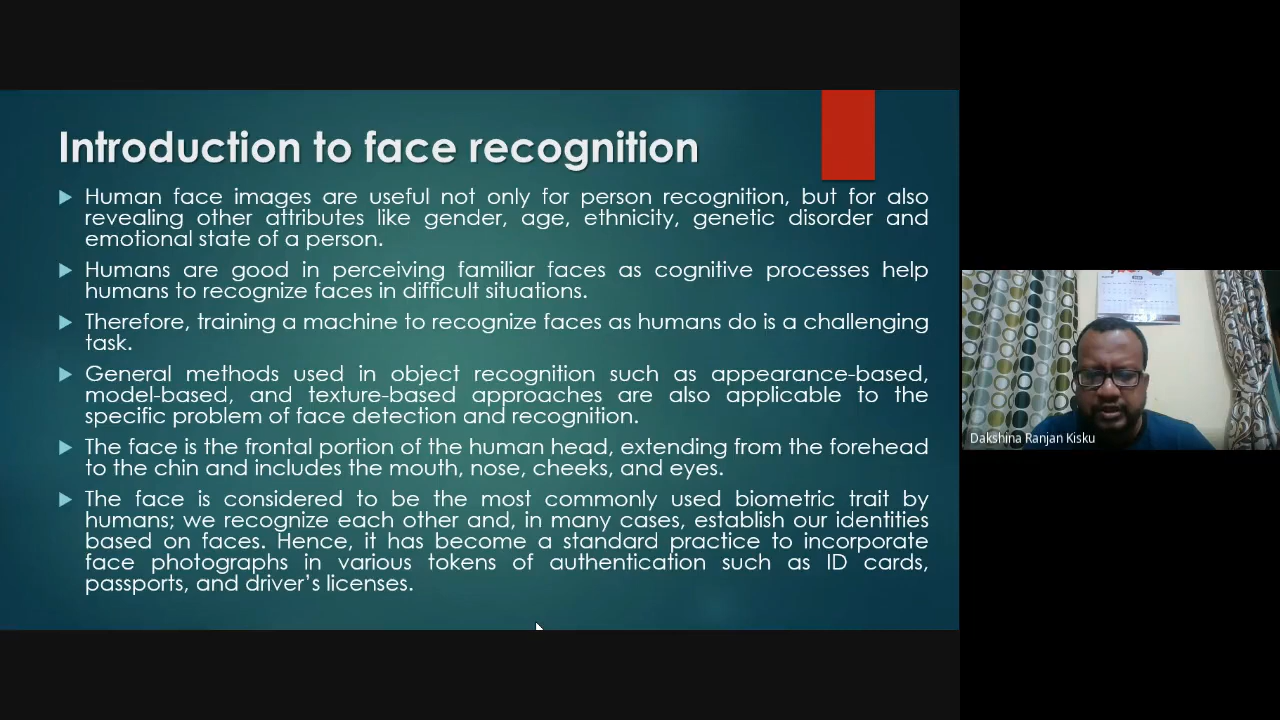 Introduction to face recognition
Human face images are useful not only for person recognition, but for also
revealing other attributes like gender, age, ethnicity, genetic disorder and
emotional state of a person.
Humans are good in perceiving familiar faces as cognitive processes help
humans to recognize faces in difficult situations.
Therefore, training a machine to recognize faces as humans do is a challenging
task.
General methods used in object recognition such as appearance-based,
model-based, and texture-based approaches are also applicable to the
specific problem of face detection and recognition.
The face is the frontal portion of the human head, extending from the forehead
to the chin and includes the mouth, nose, cheeks, and eyes.
The face is considered to be the most commonly used biometric trait by
humans; we recognize each other and, in many cases, establish our identities
based on faces. Hence, it has become a standard practice to incorporate
face photographs in various tokens of authentication such as ID cards,
passports, and driver's licenses.
Dakshina Ranjan Kisku